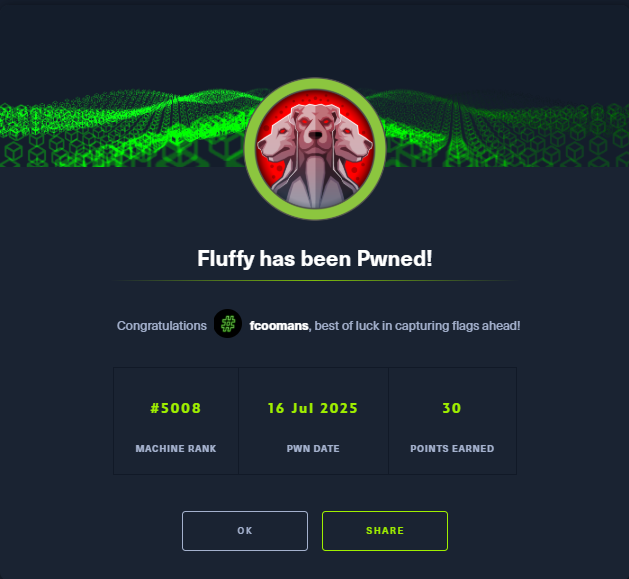 Fluffy has been Pwned!
Congratulations fcoomans, best of luck in capturing flags ahead!
#5008 16 Jul 2025 30
MACHINE RANK PWN DATE POINTS EARNED
OK SHARE